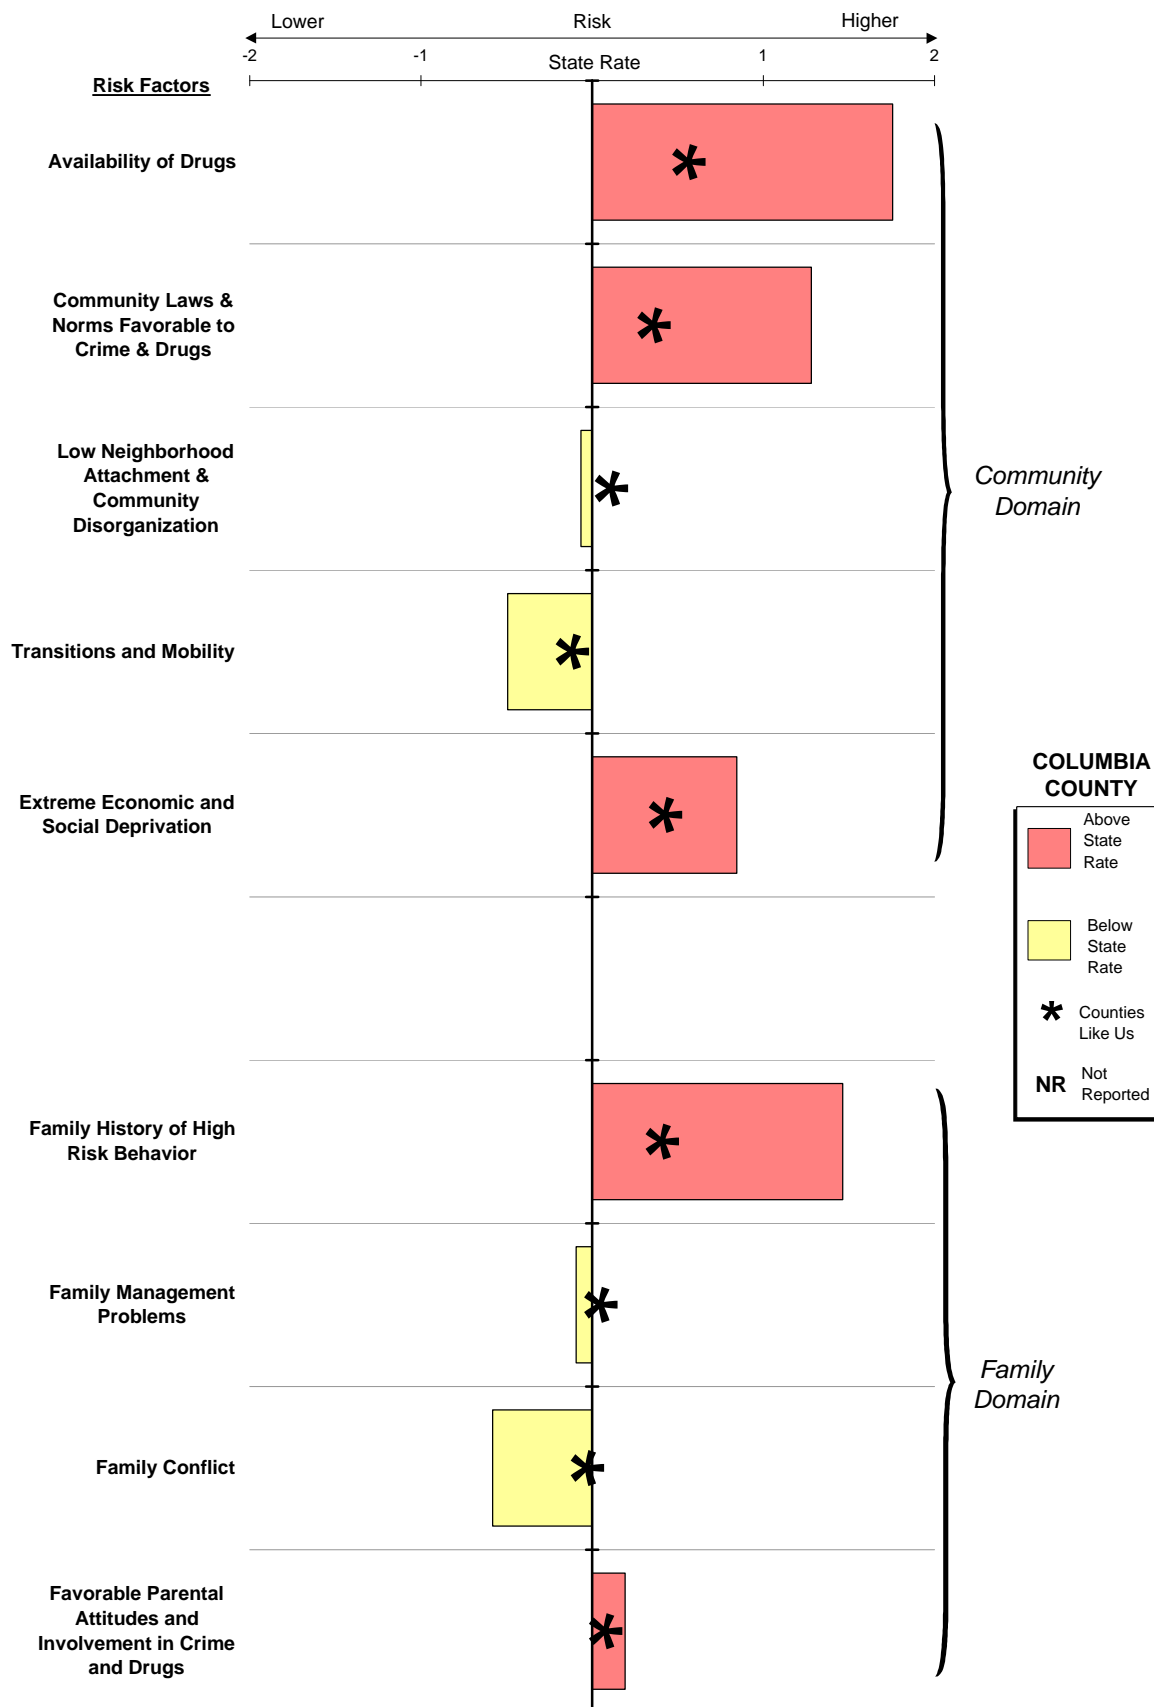 Lower Risk Higher
-2 -1 State Rate 1 2
Risk Factors
Availability of Drugs
Community Laws &
Norms Favorable to
Crime & Drugs
Low Neighborhood
Attachment &
Community
Disorganization
Transitions and Mobility
Extreme Economic and
Social Deprivation
Community
Domain
Family History of High
Risk Behavior
Family Management
Problems
Family Conflict
Favorable Parental
Attitudes and
Involvement in Crime
and Drugs
Family
Domain
COLUMBIA
COUNTY
Above
State
Rate
Below
State
Rate
* Counties
Like Us
NR Not
Reported